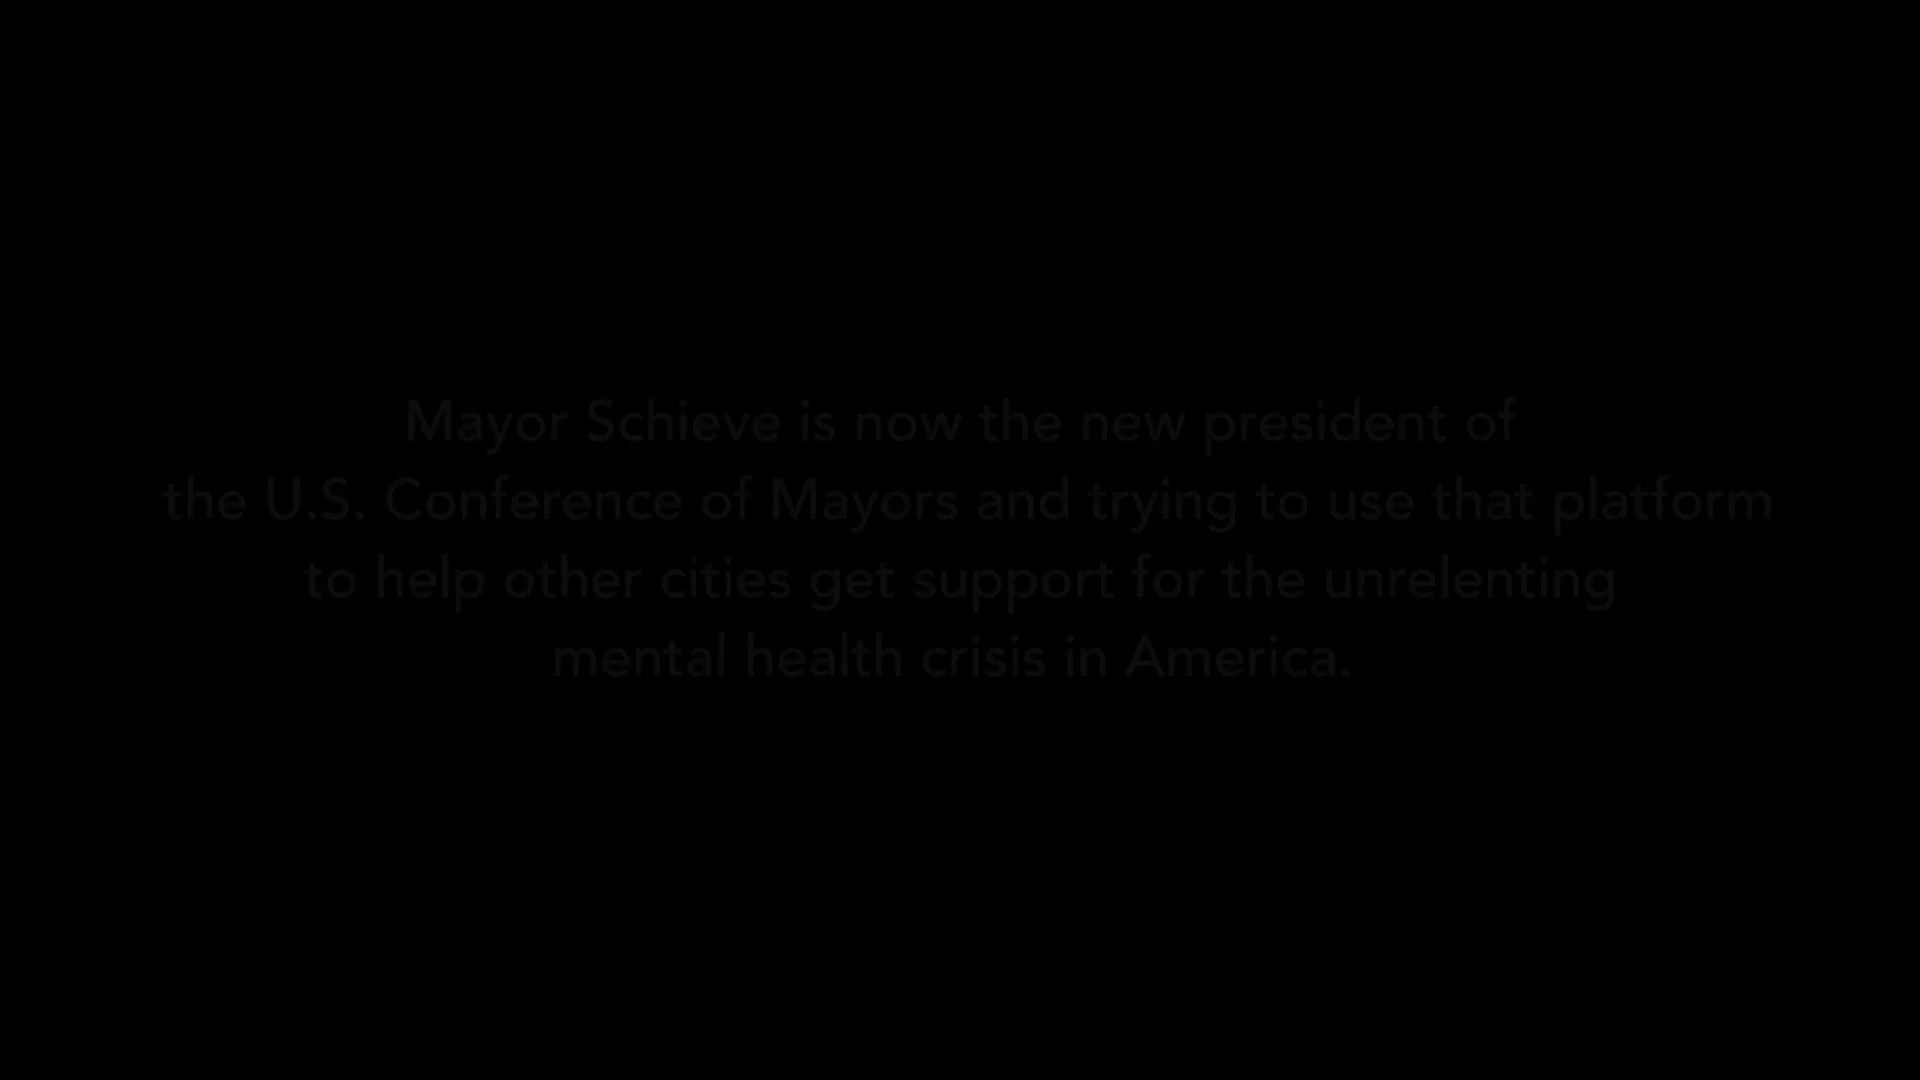 Mayor Schieve is now the new president of
the U.S. Conference of Mayors and trying to use that platform
to help other cities get support for the unrelenting
mental health crisis in America.